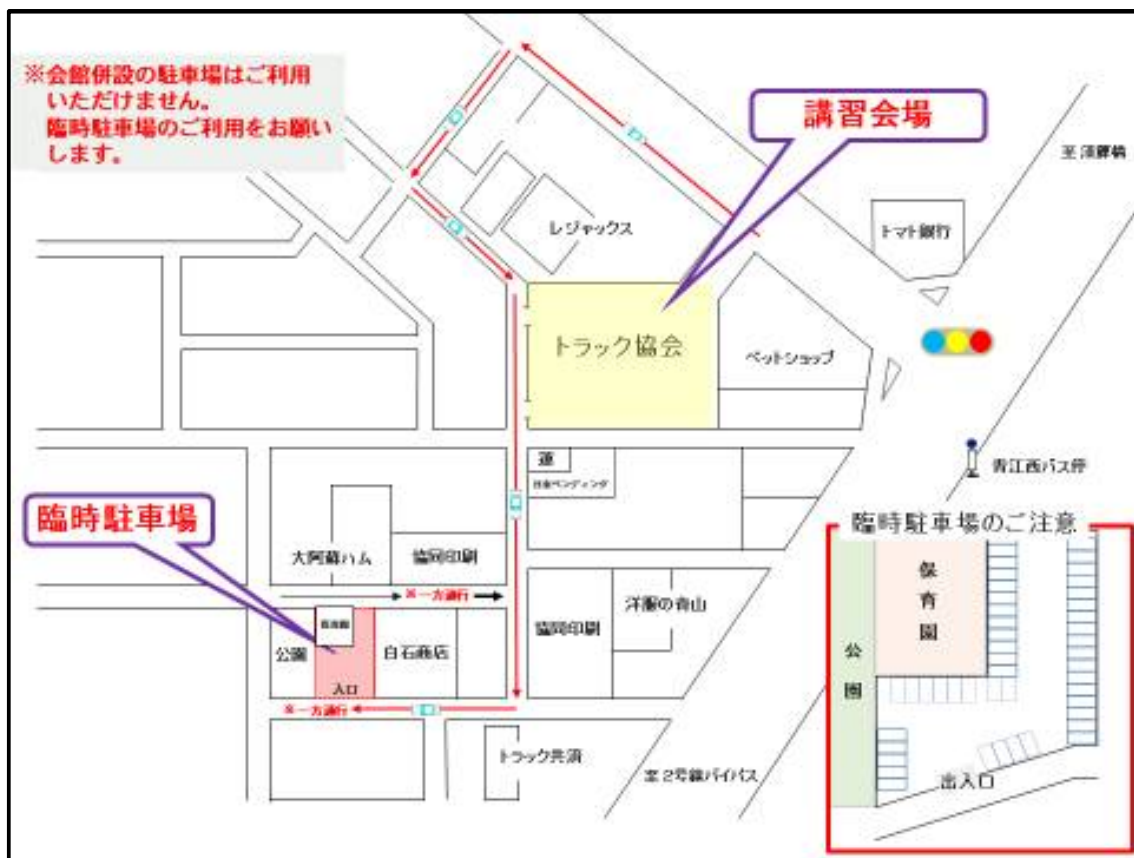 ※会館併設の駐車場はご利用
いただけません。
臨時駐車場のご利用をお願い
します。
講習会場
至 須輝橋
トマト銀行
レジャックス
トラック協会
ペットショップ
青江西バス停
蓮
臨時駐車場
大阿蘇ハム
協同印刷
※一方通行
公園
入口
白石商店
協同印刷
洋服の青山
※一方通行
トラック共済
至 2号線バイパス
臨時駐車場のご注意
保育園
公園
出入口